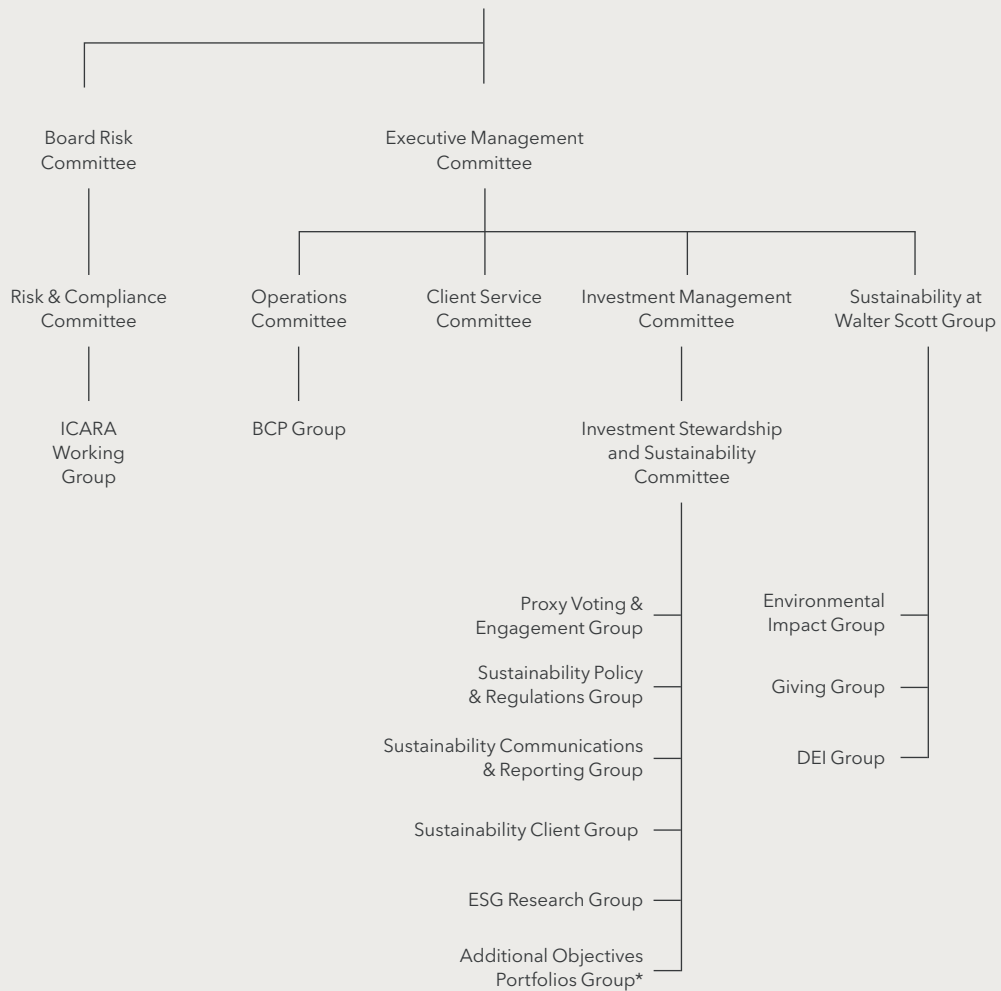 Board Risk
Committee
Executive Management
Committee
Risk & Compliance
Committee
Operations
Committee
Client Service
Committee
Investment Management
Committee
Sustainability at
Walter Scott Group
ICARA
Working
Group
BCP Group
Investment Stewardship
and Sustainability
Committee
Proxy Voting &
Engagement Group
Sustainability Policy
& Regulations Group
Sustainability Communications
& Reporting Group
Sustainability Client Group
ESG Research Group
Additional Objectives
Portfolios Group*
Environmental
Impact Group
Giving Group
DEI Group